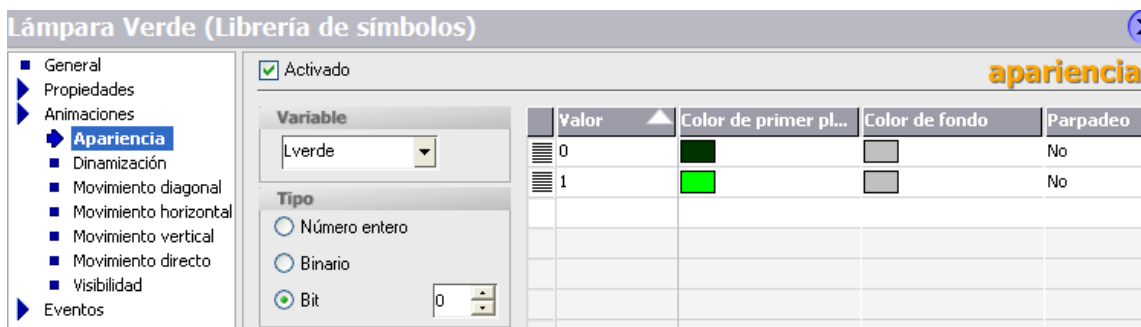 Lámpara Verde (Librería de símbolos)
General
Propiedades
Animaciones
Apariencia
Dinamización
Movimiento diagonal
Movimiento horizontal
Movimiento vertical
Movimiento directo
Visibilidad
Eventos
Activado
apariencia
Variable
Lverde
Tipo
Número entero
Binario
Bit 0
Valor Color de primer pl... Color de fondo Parpadeo
0 No
1 No